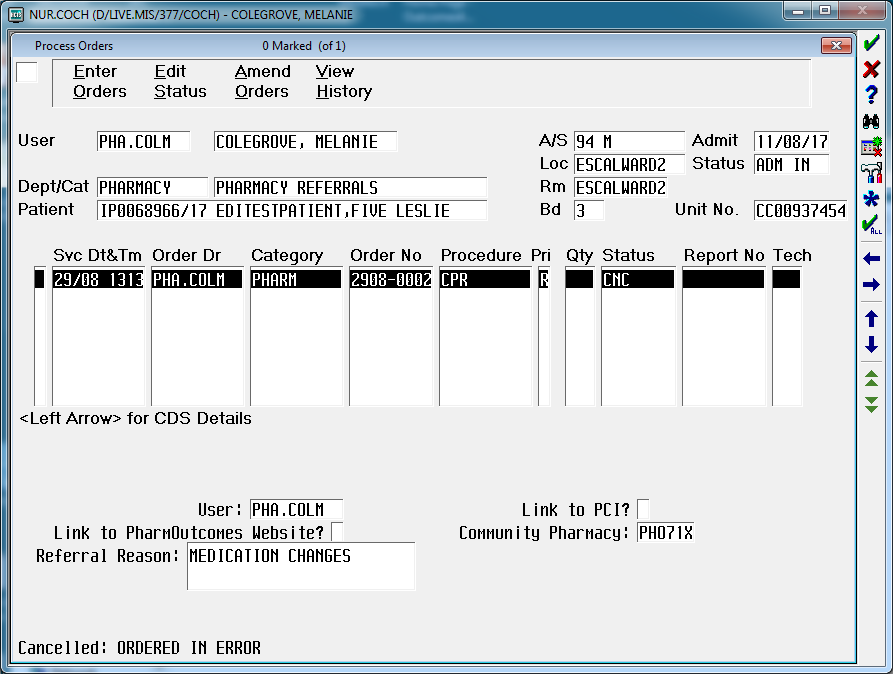 NUR.COCH (D/LIVE.MIS/377/COCH) - COLEGROVE, MELANIE
Process Orders 0 Marked (of 1)
Enter Edit Amend View
Orders Status Orders History
User PHA.COLM COLEGROVE, MELANIE A/S 94 M Admit 11/08/17
Loc ESCALWARD2 Status ADM IN
Dept/Cat PHARMACY PHARMACY REFERRALS Rm ESCALWARD2
Patient IP0068966/17 EDITESTPATIENT,FIVE LESLIE Bd 3 Unit No. CC00937454
Svc Dt&Tm Order Dr Category Order No Procedure Pri Qty Status Report No Tech
29/08 1313 PHA.COLM PHARM 2908-0002 CPR R CNC
<Left Arrow> for CDS Details
User: PHA.COLM Link to PCI?
Link to PharmOutcomes Website? Community Pharmacy: PHO71X
Referral Reason: MEDICATION CHANGES
Cancelled: ORDERED IN ERROR
ALL